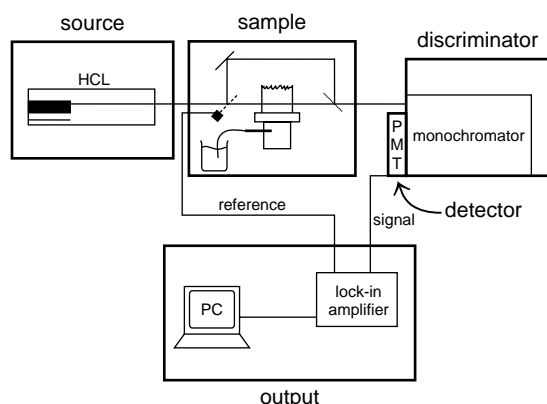 source
sample
discriminator
HCL
monochromator
P
M
T
reference
signal
detector
PC
lock-in
amplifier
output